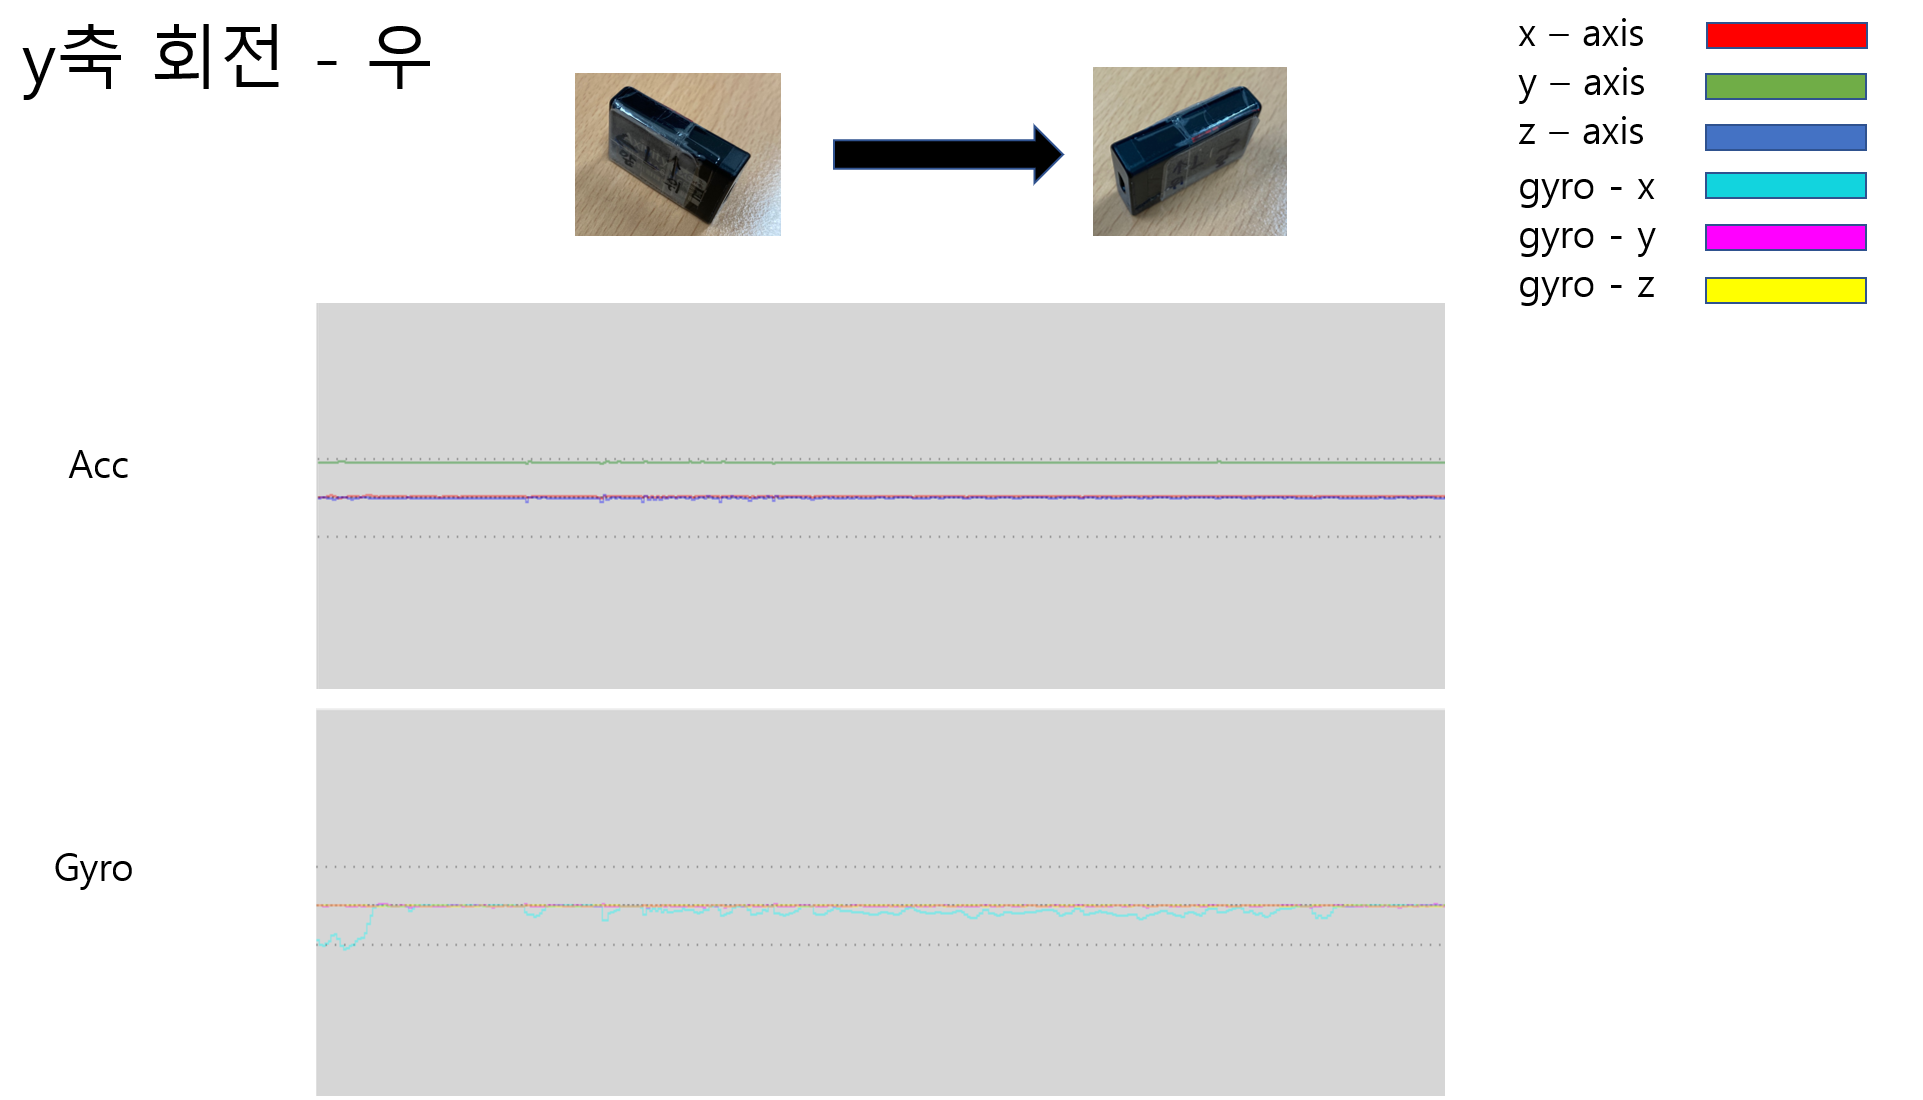 y축 회전 - 우
x – axis
y – axis
z – axis
gyro - x
gyro - y
gyro - z
Acc
Gyro